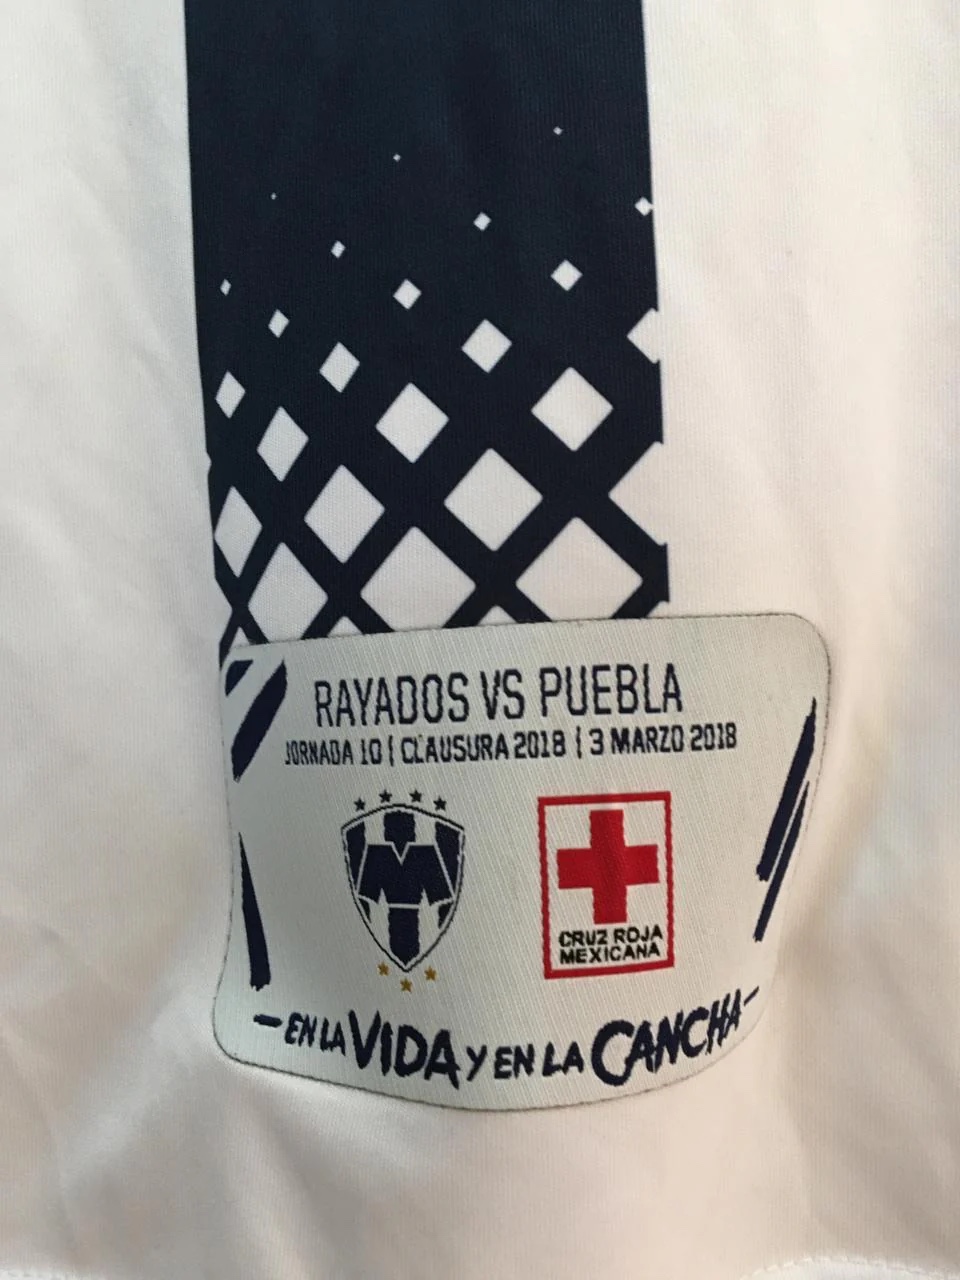 RAYADOS VS PUEBLA
JORNADA 10 | CLAUSURA 2018 | 3 MARZO 2018
M
CRUZ ROJA
MEXICANA
-EN LA VIDA Y EN LA CANCHA-